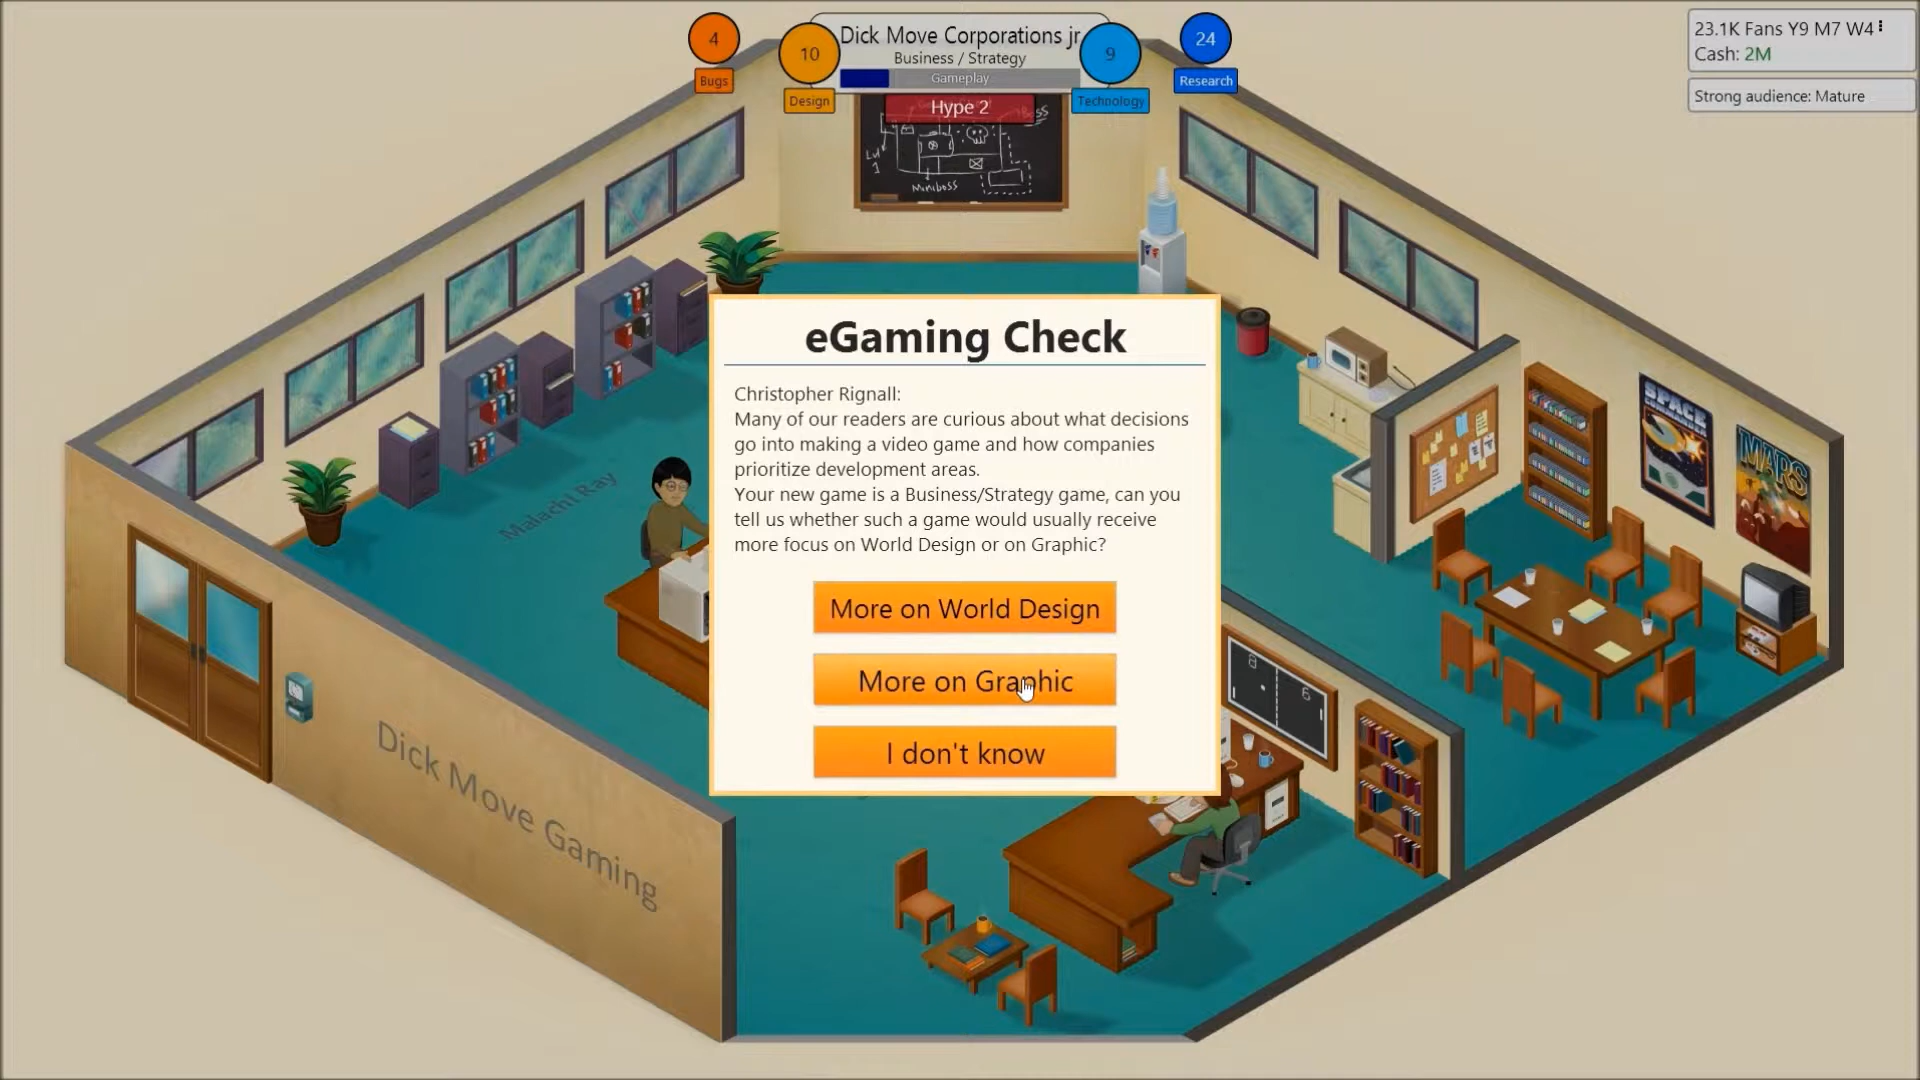 4
Bugs
10
Design
Dick Move Corporations jr
Business / Strategy
Gameplay
Hype 2
9
Technology
24
Research
23.1K Fans Y9 M7 W4
Cash: 2M
Strong audience: Mature
Lvl
1
Miniboss
SPACE
MARS
Malachi Ray
eGaming Check
Christopher Rignall:
Many of our readers are curious about what decisions
go into making a video game and how companies
prioritize development areas.
Your new game is a Business/Strategy game, can you
tell us whether such a game would usually receive
more focus on World Design or on Graphic?
More on World Design
More on Graphic
I don't know
Dick Move Gaming